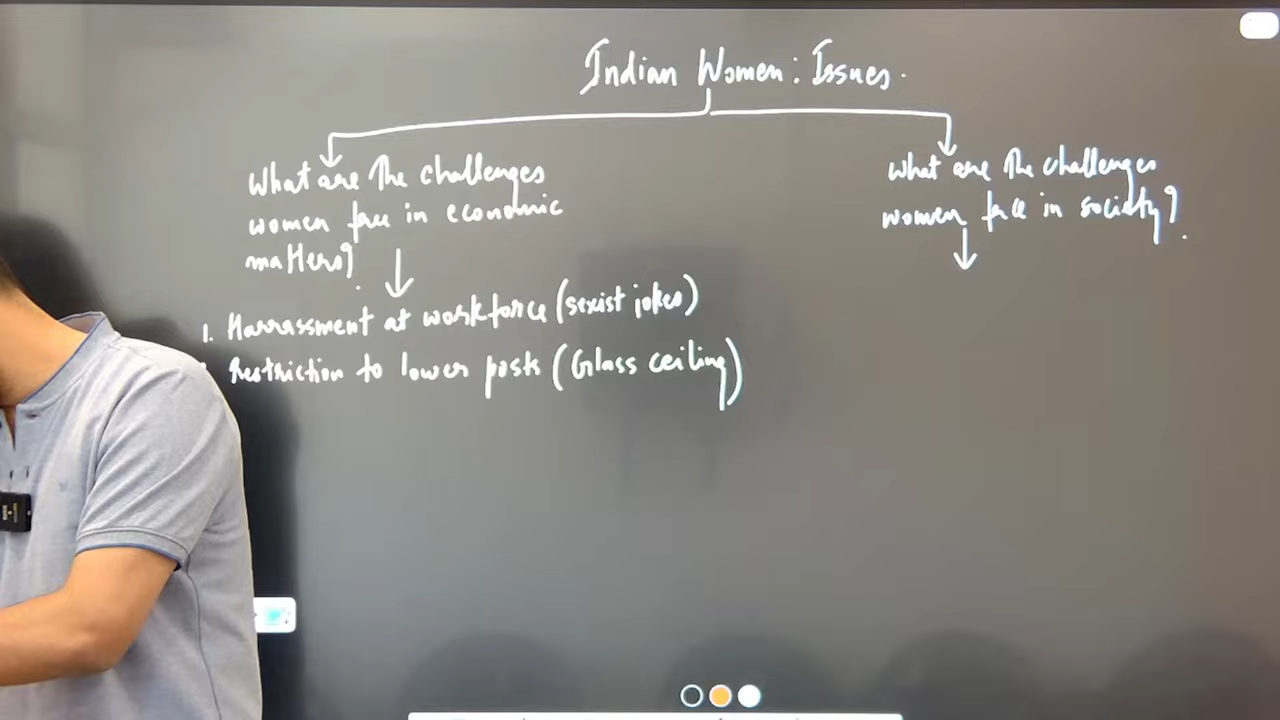 Indian Women: Issues.
What are the challenges
women face in economic
matters?
1. Harrassment at workforce (sexist jokes)
Restriction to lower posts (Glass ceiling)
What are the challenges
women face in society?